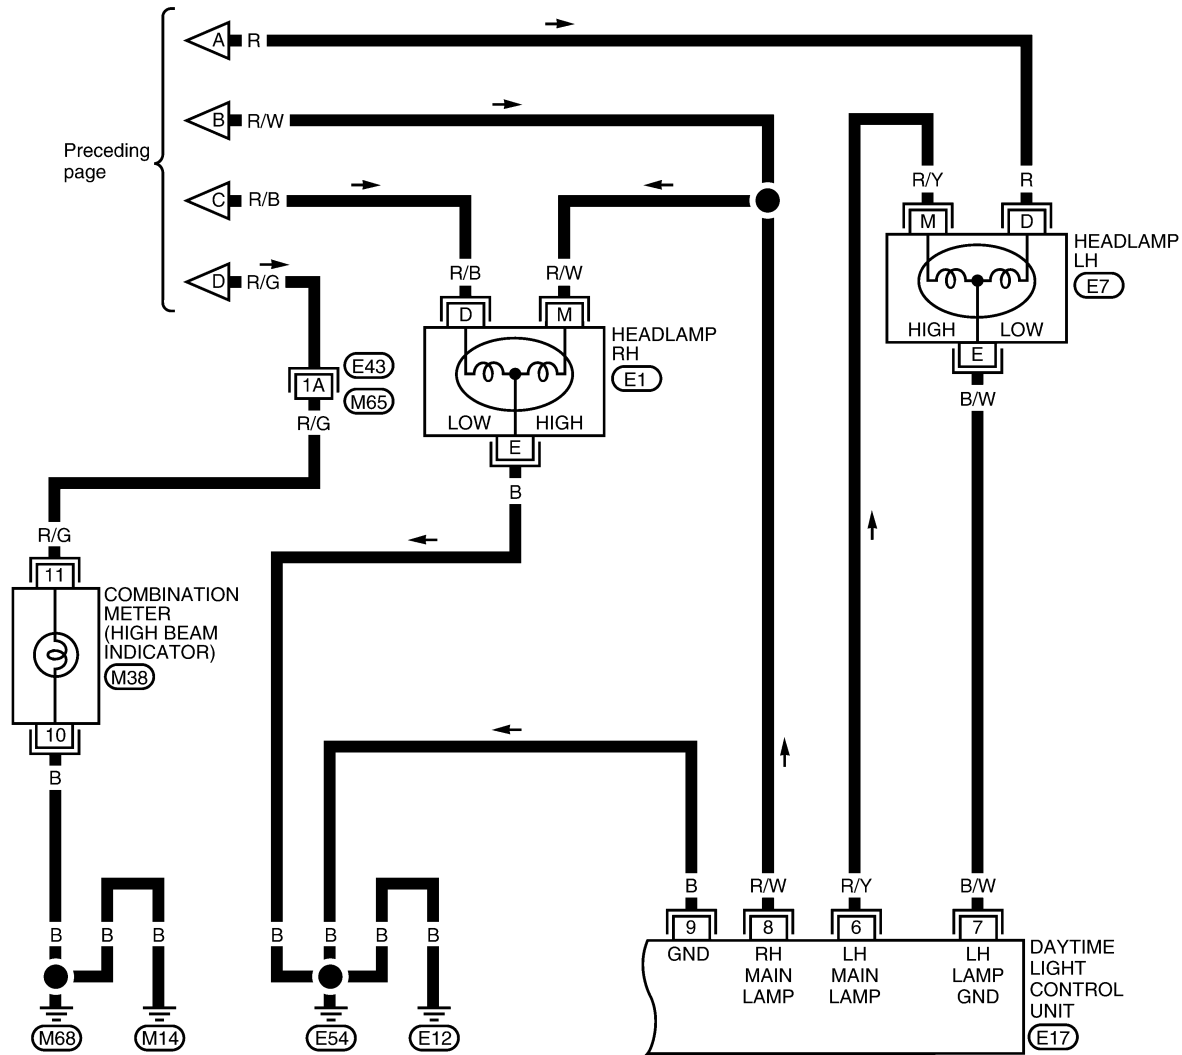 A R
B R/W
Preceding
page
C R/B
D R/G
R/Y R
M D
HEADLAMP
LH
E7
HIGH LOW
E
B/W
R/B R/W
D M
HEADLAMP
RH
E1
LOW HIGH
E
B
E43
1A
M65
R/G
R/G
11
COMBINATION
METER
(HIGH BEAM
INDICATOR)
M38
10
B
B B B B B B B
M68 M14 E54 E12
B R/W R/Y B/W
9 8 6 7
GND
RH
MAIN
LAMP
LH
MAIN
LAMP
LH
LAMP
GND
DAYTIME
LIGHT
CONTROL
UNIT
E17